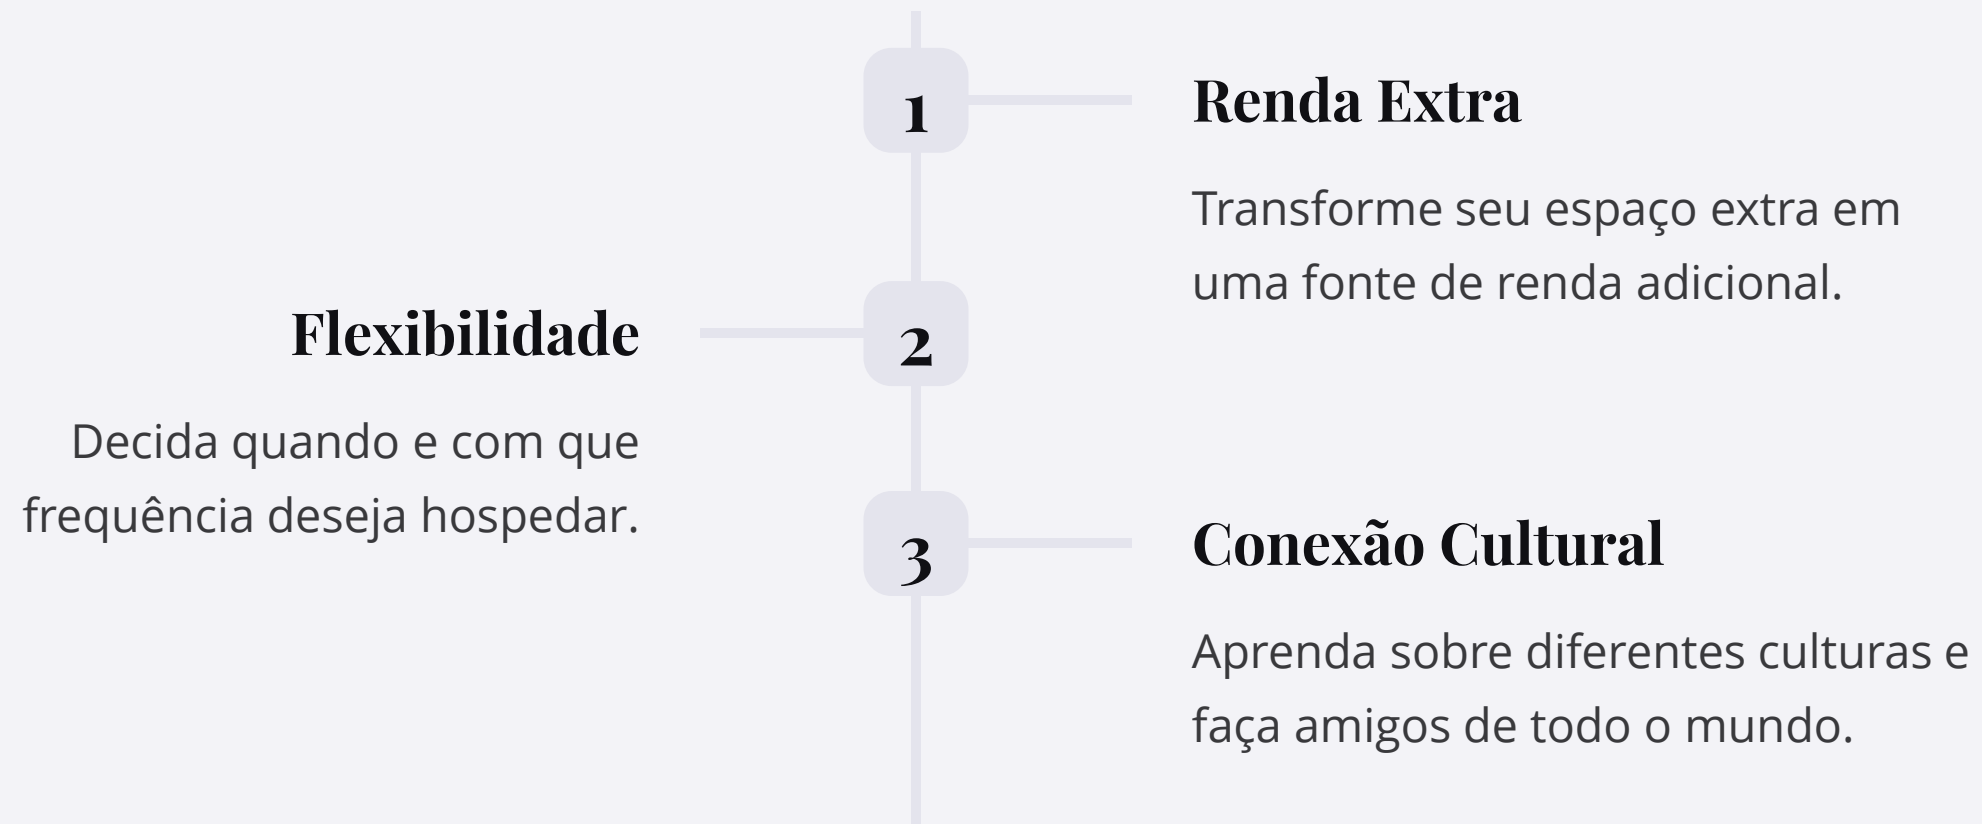 1
Renda Extra
Transforme seu espaço extra em
uma fonte de renda adicional.
2
Flexibilidade
Decida quando e com que
frequência deseja hospedar.
3
Conexão Cultural
Aprenda sobre diferentes culturas e
faça amigos de todo o mundo.